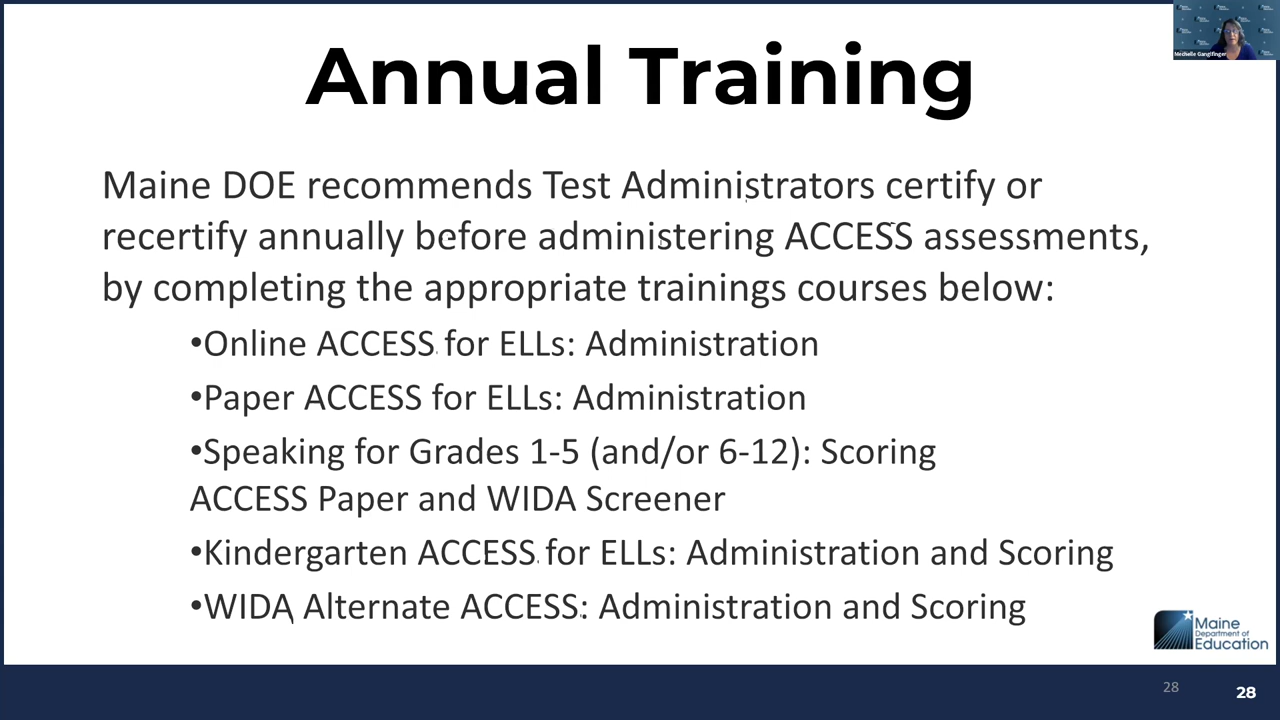 Annual Training
Mechelle Ganglfinger
Maine DOE recommends Test Administrators certify or
recertify annually before administering ACCESS assessments,
by completing the appropriate trainings courses below:
•Online ACCESS for ELLs: Administration
•Paper ACCESS for ELLs: Administration
•Speaking for Grades 1-5 (and/or 6-12): Scoring
ACCESS Paper and WIDA Screener
•Kindergarten ACCESS for ELLs: Administration and Scoring
•WIDA Alternate ACCESS: Administration and Scoring
Maine
Department of
Education
28
28